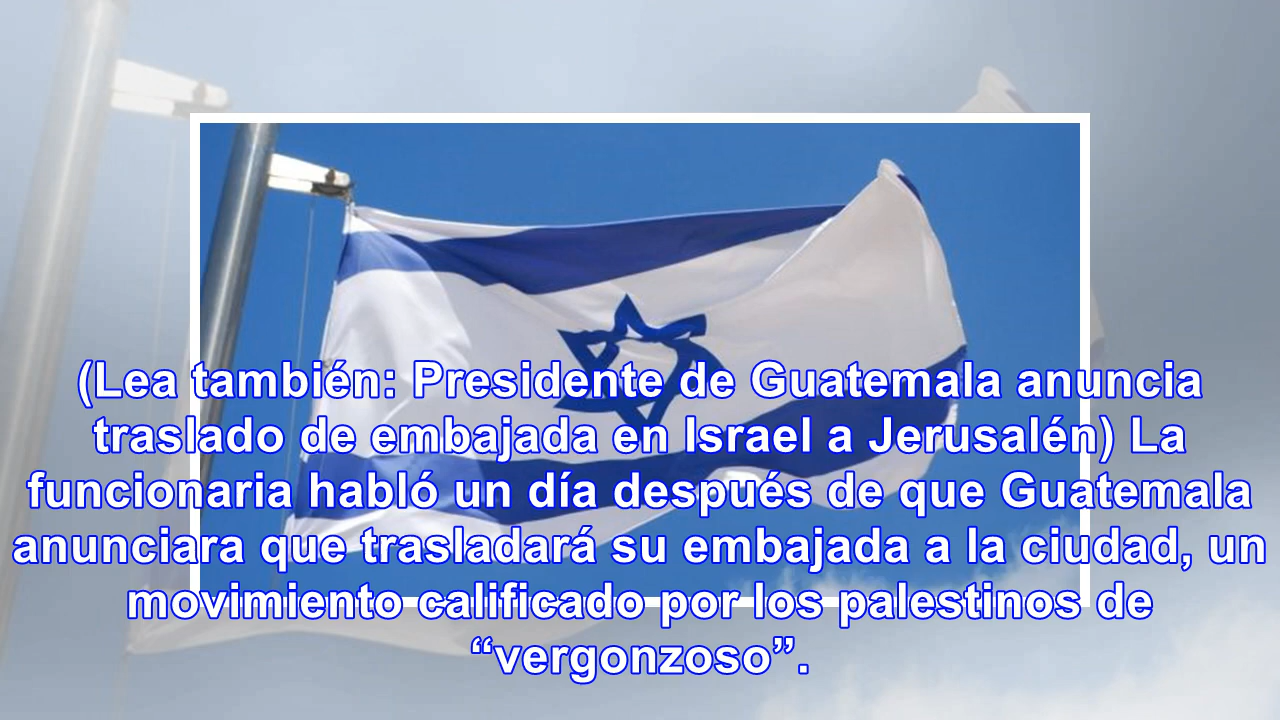 (Lea también: Presidente de Guatemala anuncia
traslado de embajada en Israel a Jerusalén) La
funcionaria habló un día después de que Guatemala
anunciara que trasladará su embajada a la ciudad, un
movimiento calificado por los palestinos de
“vergonzoso”.